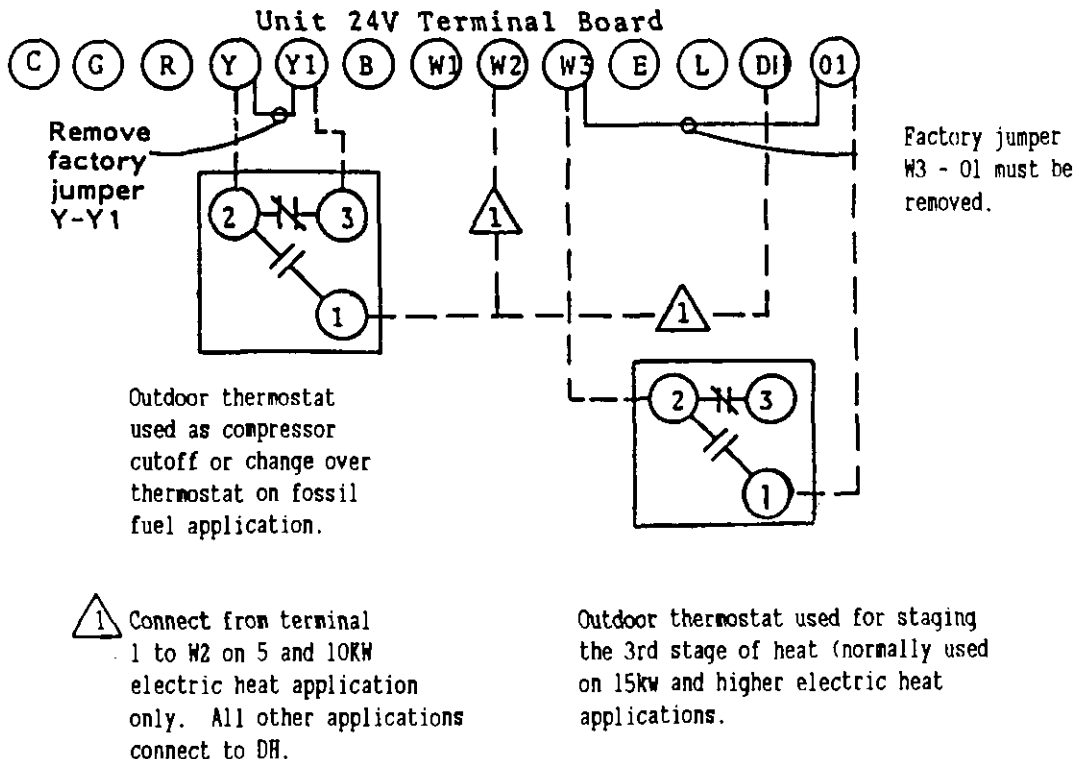 Unit 24V Terminal Board
C G R Y Y1 B W1 W2 W3 E L DH O1
Remove
factory
jumper
Y-Y1
Factory jumper
W3 - O1 must be
removed.
2 3
1
1
1
2 3
1
Outdoor thermostat
used as compressor
cutoff or change over
thermostat on fossil
fuel application.
1 Connect from terminal
1 to W2 on 5 and 10KW
electric heat application
only. All other applications
connect to DH.
Outdoor thermostat used for staging
the 3rd stage of heat (normally used
on 15kw and higher electric heat
applications.